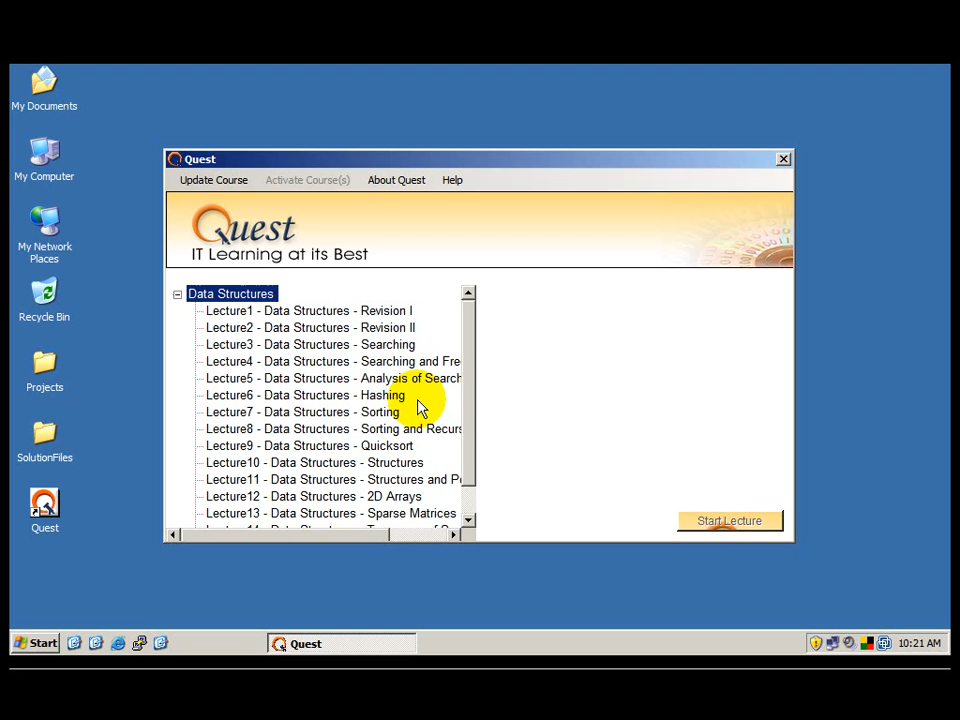 My Documents
My Computer
My Network
Places
Recycle Bin
Projects
SolutionFiles
Quest
Quest
Update Course Activate Course(s) About Quest Help
Quest
IT Learning at its Best
Data Structures
Lecture1 - Data Structures - Revision I
Lecture2 - Data Structures - Revision II
Lecture3 - Data Structures - Searching
Lecture4 - Data Structures - Searching and Fre
Lecture5 - Data Structures - Analysis of Search
Lecture6 - Data Structures - Hashing
Lecture7 - Data Structures - Sorting
Lecture8 - Data Structures - Sorting and Recurs
Lecture9 - Data Structures - Quicksort
Lecture10 - Data Structures - Structures
Lecture11 - Data Structures - Structures and Po
Lecture12 - Data Structures - 2D Arrays
Lecture13 - Data Structures - Sparse Matrices
Start Lecture
Start Quest 10:21 AM